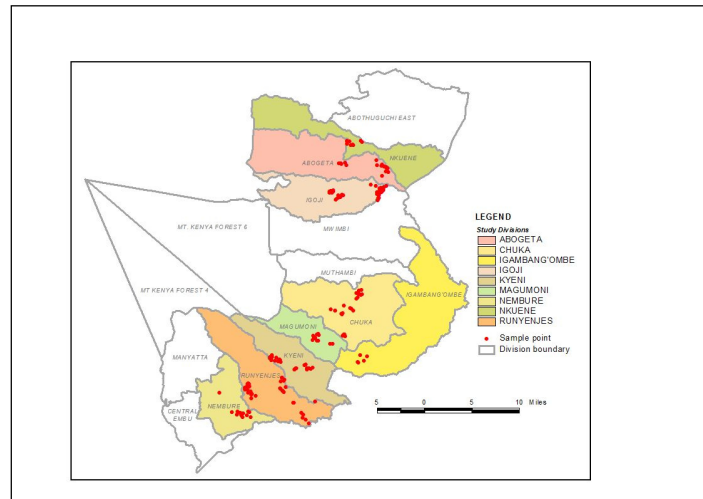 ABOTHUGUCHI EAST
NKUENE
ABOGETA
IGOJI
MT. KENYA FOREST 6
MWIMBI
LEGEND
Study Divisions
ABOGETA
CHUKA
IGAMBANG'OMBE
IGOJI
KYENI
MAGUMONI
NEMBURE
NKUENE
RUNYENJES
Sample point
Division boundary
MUTHAMBI
MT KENYA FOREST 4
IGAMBANG'OMBE
CHUKA
MAGUMONI
MANYATTA
KYENI
RUNYENJES
NEMBURE
CENTRAL
EMBU
5 0 5 10 Miles